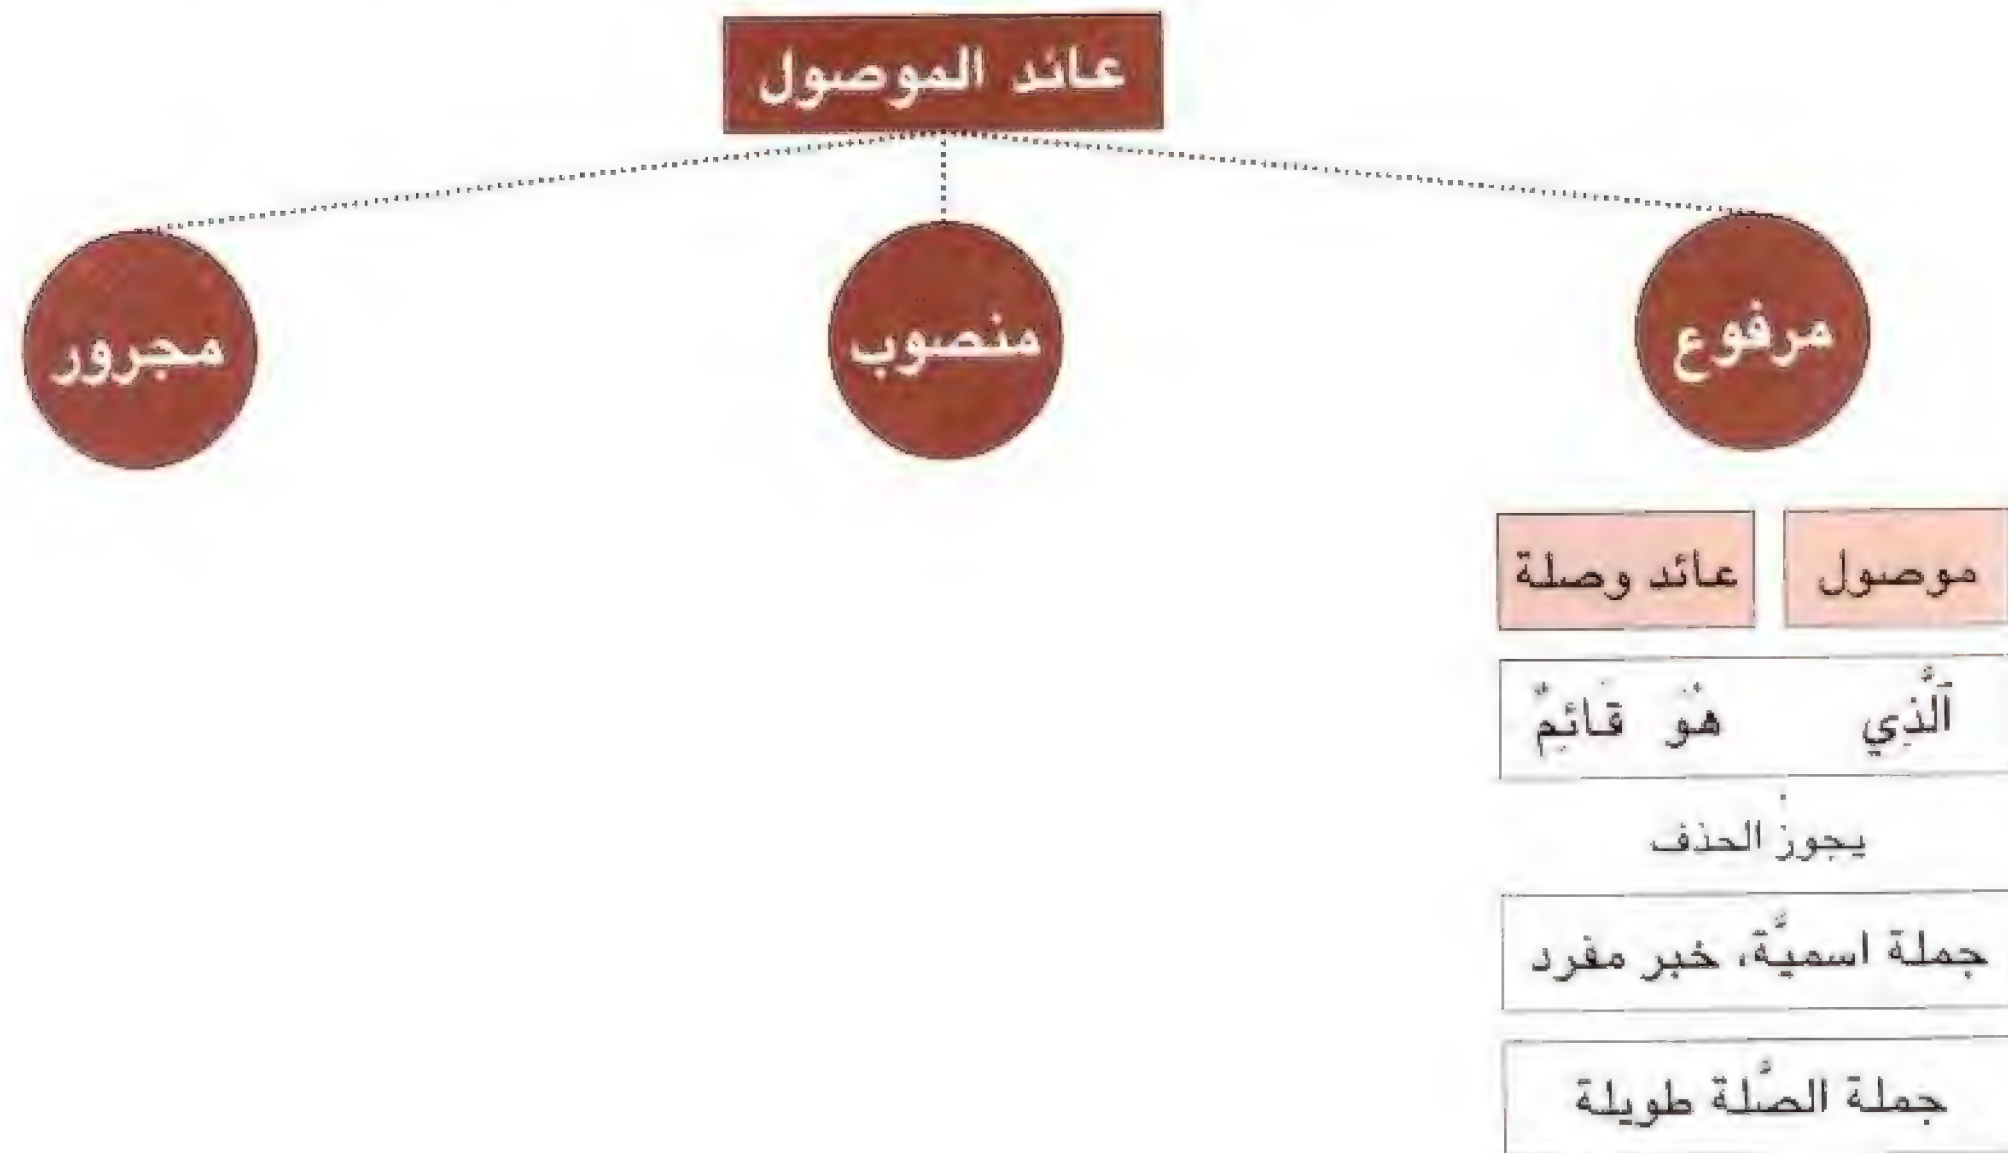 عائد الموصول
مرفوع
منصوب
مجرور
موصول
عائد وصلة
ٱلَّذِي هُوَ قَائِمٌ
يجوزُ الحذف
جملة اسميَّة، خبر مفرد
جملة الصِّلة طويلة